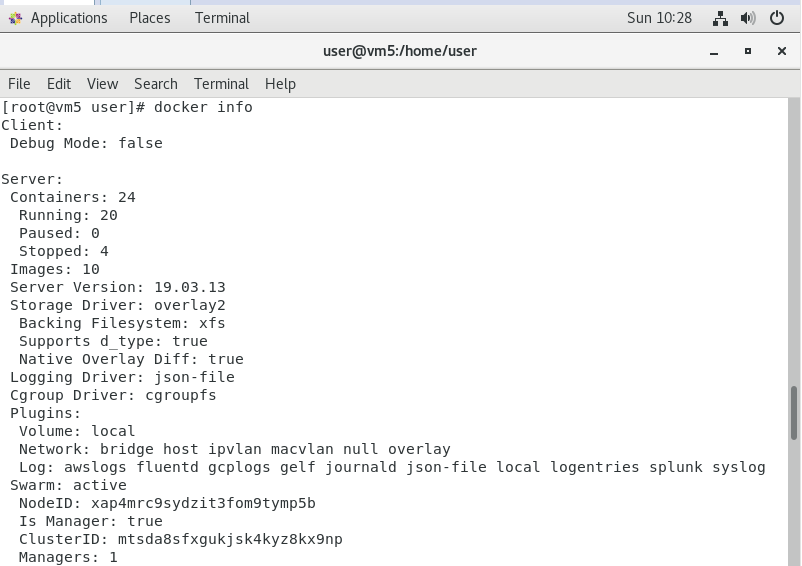 Applications Places Terminal Sun 10:28
user@vm5:/home/user
File Edit View Search Terminal Help
[root@vm5 user]# docker info
Client:
 Debug Mode: false

Server:
 Containers: 24
  Running: 20
  Paused: 0
  Stopped: 4
 Images: 10
 Server Version: 19.03.13
 Storage Driver: overlay2
  Backing Filesystem: xfs
  Supports d_type: true
  Native Overlay Diff: true
 Logging Driver: json-file
 Cgroup Driver: cgroupfs
 Plugins:
  Volume: local
  Network: bridge host ipvlan macvlan null overlay
  Log: awslogs fluentd gcplogs gelf journald json-file local logentries splunk syslog
 Swarm: active
  NodeID: xap4mrc9sydzit3fom9tymp5b
  Is Manager: true
  ClusterID: mtsda8sfxgukjsk4kyz8kx9np
  Managers: 1